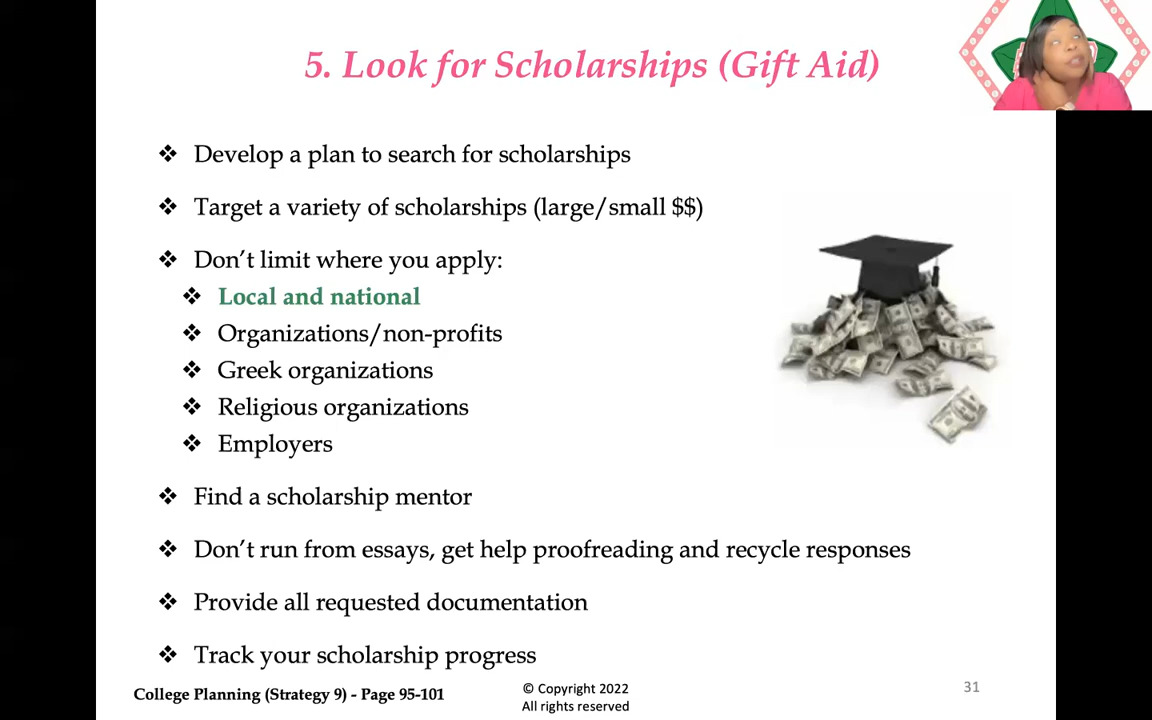 5. Look for Scholarships (Gift Aid)
❖ Develop a plan to search for scholarships
❖ Target a variety of scholarships (large/small $$)
❖ Don’t limit where you apply:
❖ Local and national
❖ Organizations/non-profits
❖ Greek organizations
❖ Religious organizations
❖ Employers
❖ Find a scholarship mentor
❖ Don’t run from essays, get help proofreading and recycle responses
❖ Provide all requested documentation
❖ Track your scholarship progress
College Planning (Strategy 9) - Page 95-101
© Copyright 2022
All rights reserved
31